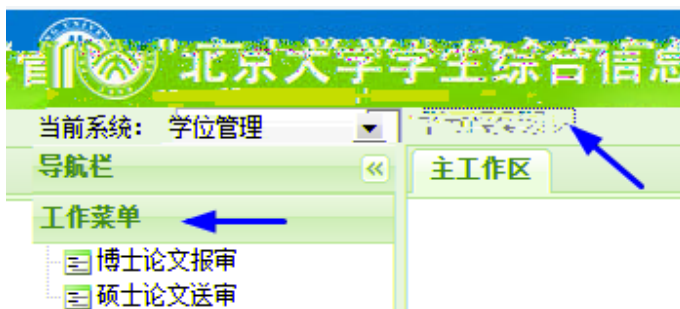 北京大学学生综合信息
当前系统： 学位管理
导航栏 主工作区
工作菜单
博士论文报审
硕士论文送审